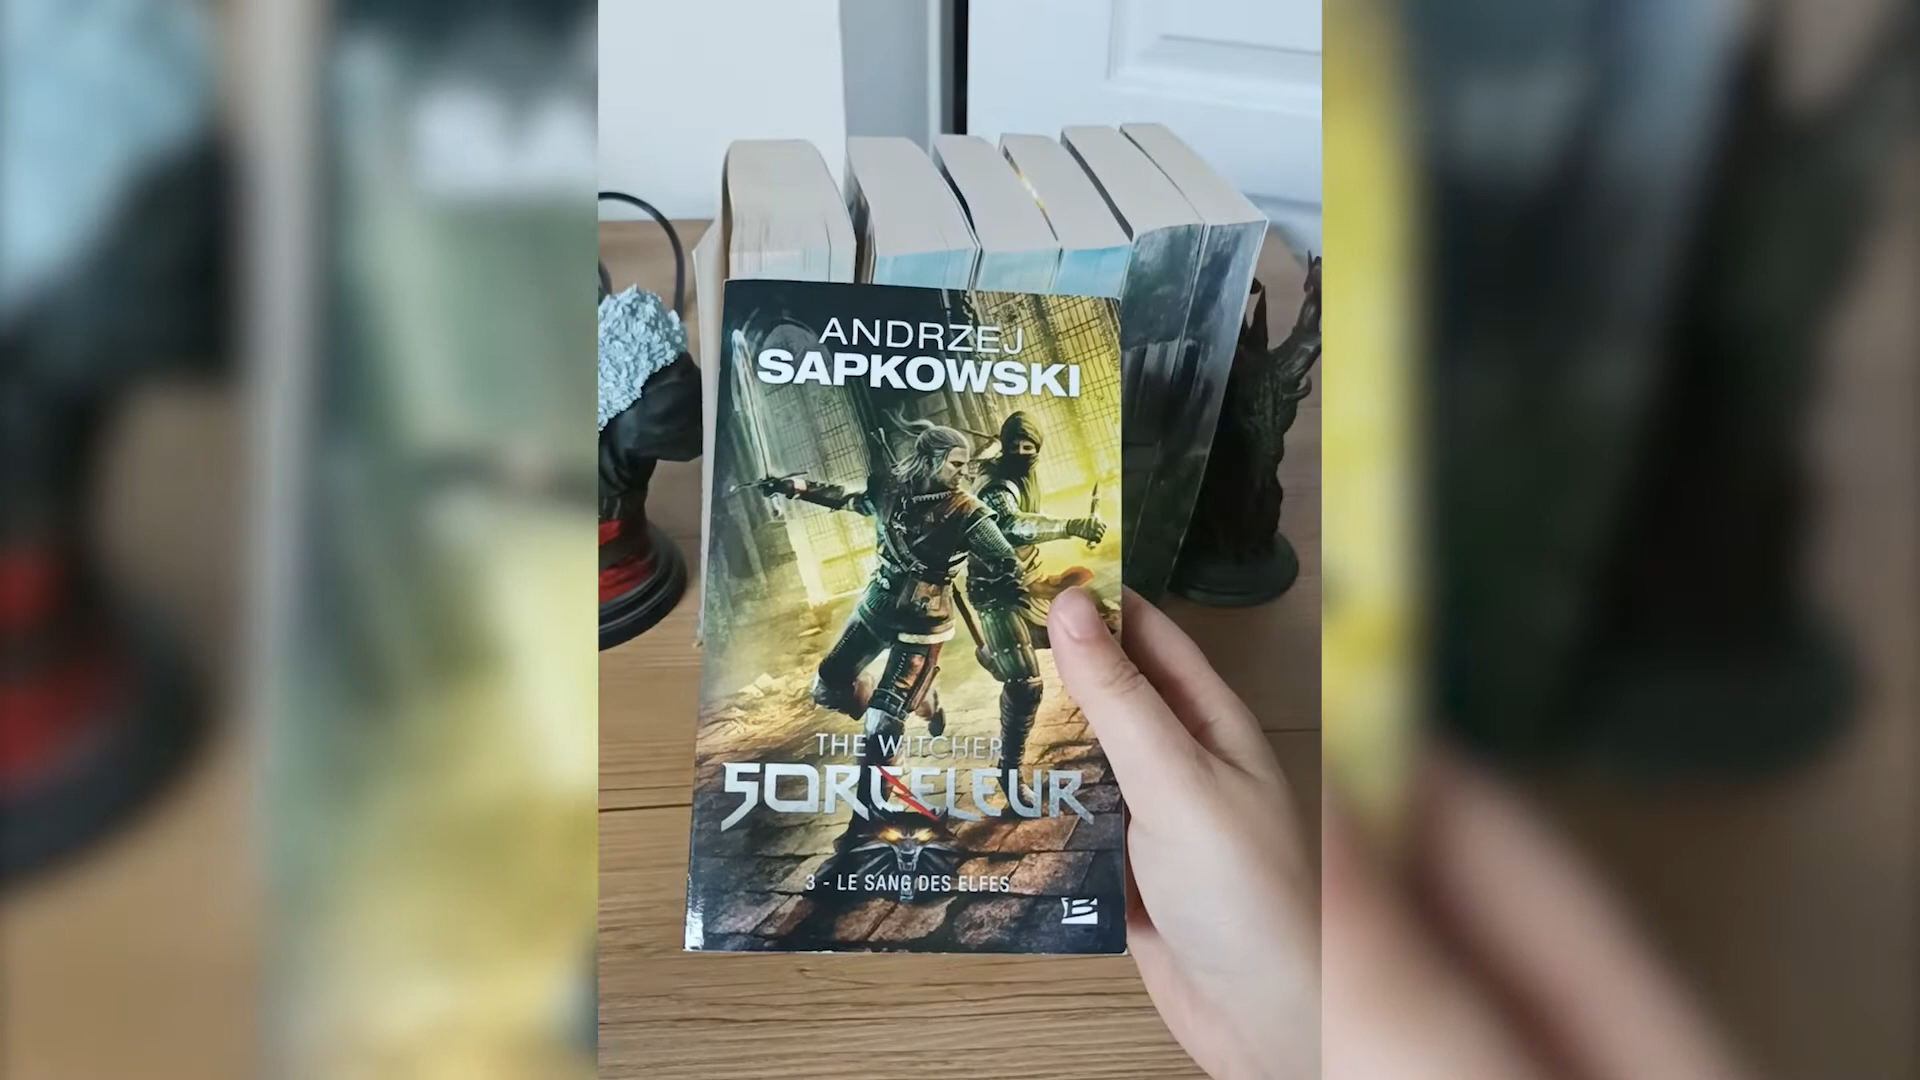 ANDRZEJ
SAPKOWSKI
THE WITCHER
SORCELEUR
3 - LE SANG DES ELFES
B